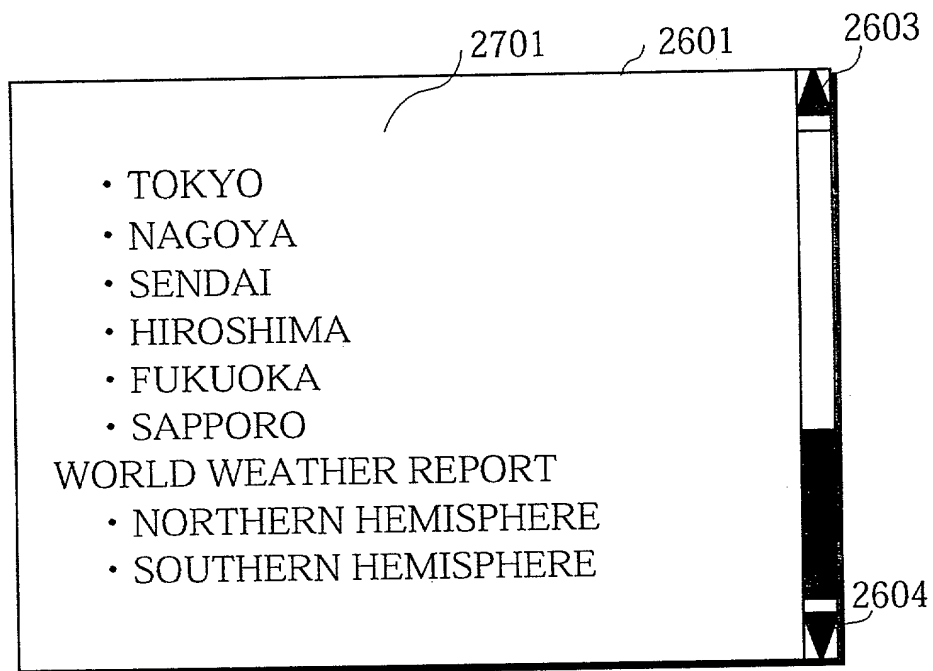 2701 2601 2603
・TOKYO
・NAGOYA
・SENDAI
・HIROSHIMA
・FUKUOKA
・SAPPORO
WORLD WEATHER REPORT
・NORTHERN HEMISPHERE
・SOUTHERN HEMISPHERE
2604